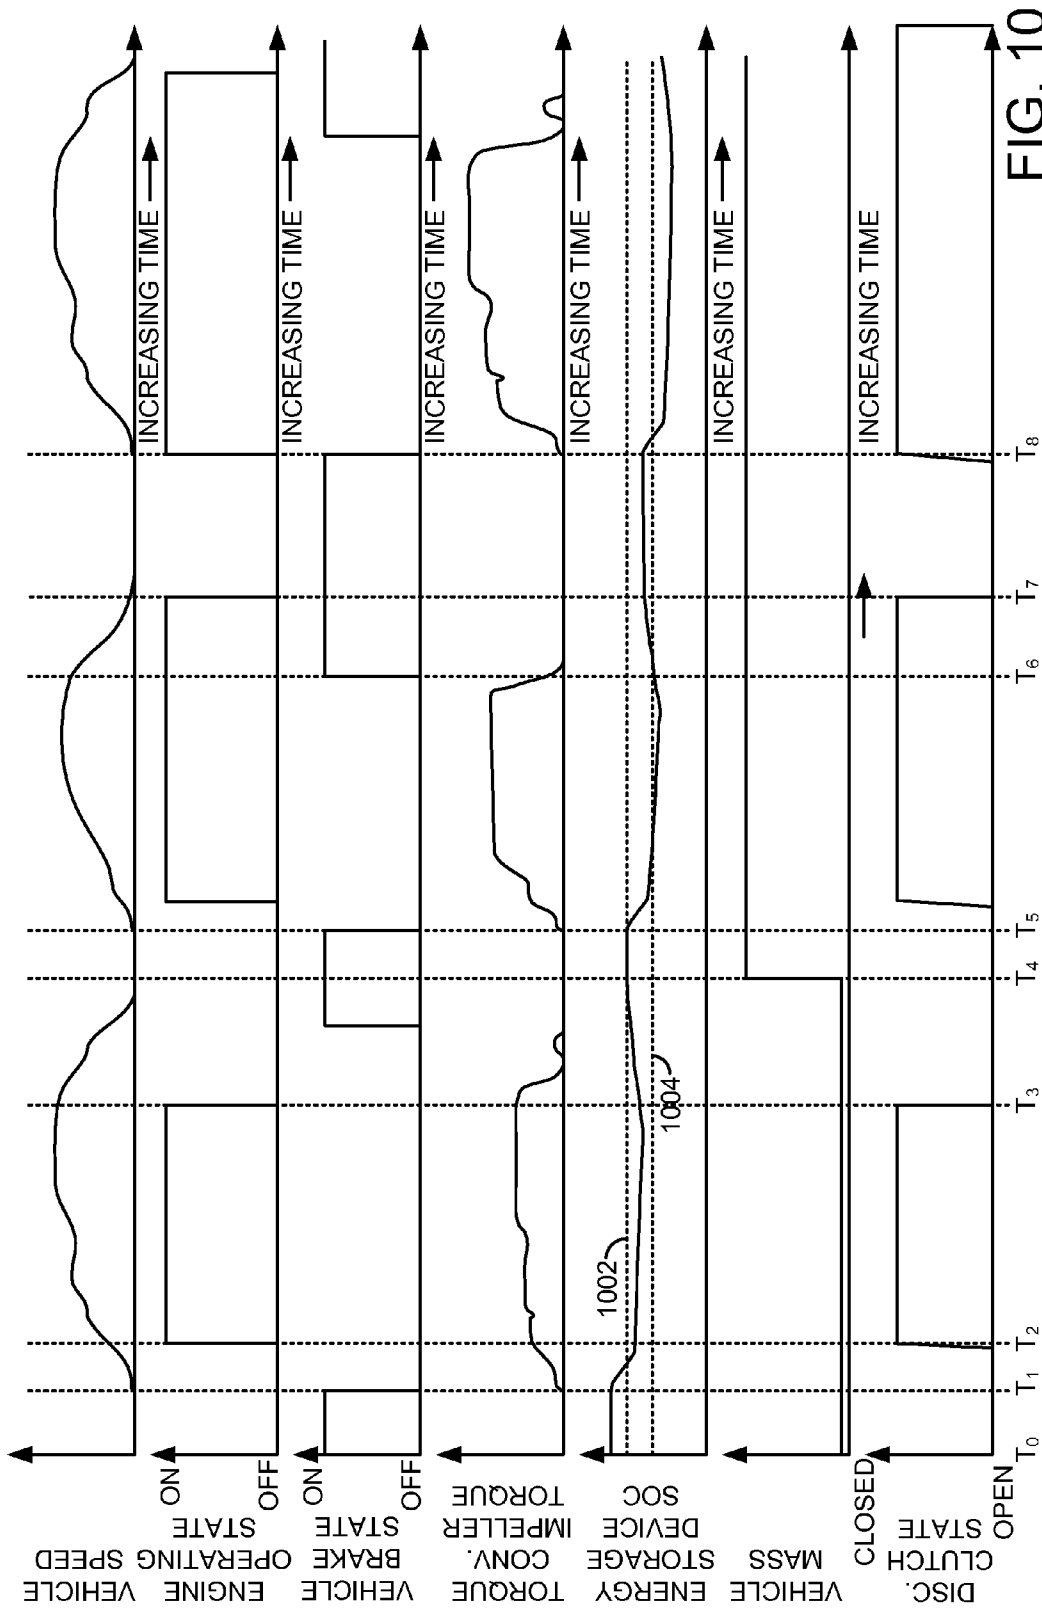 VEHICLE
SPEED
ENGINE
OPERATING
STATE
ON
OFF
INCREASING TIME
VEHICLE
BRAKE
STATE
ON
OFF
INCREASING TIME
TORQUE
CONV.
IMPELLER
TORQUE
INCREASING TIME
ENERGY
STORAGE
DEVICE
SOC
1002
1004
INCREASING TIME
VEHICLE
MASS
INCREASING TIME
DISC.
CLUTCH
STATE
CLOSED
OPEN
INCREASING TIME
T0 T1 T2 T3 T4 T5 T6 T7 T8
FIG. 10